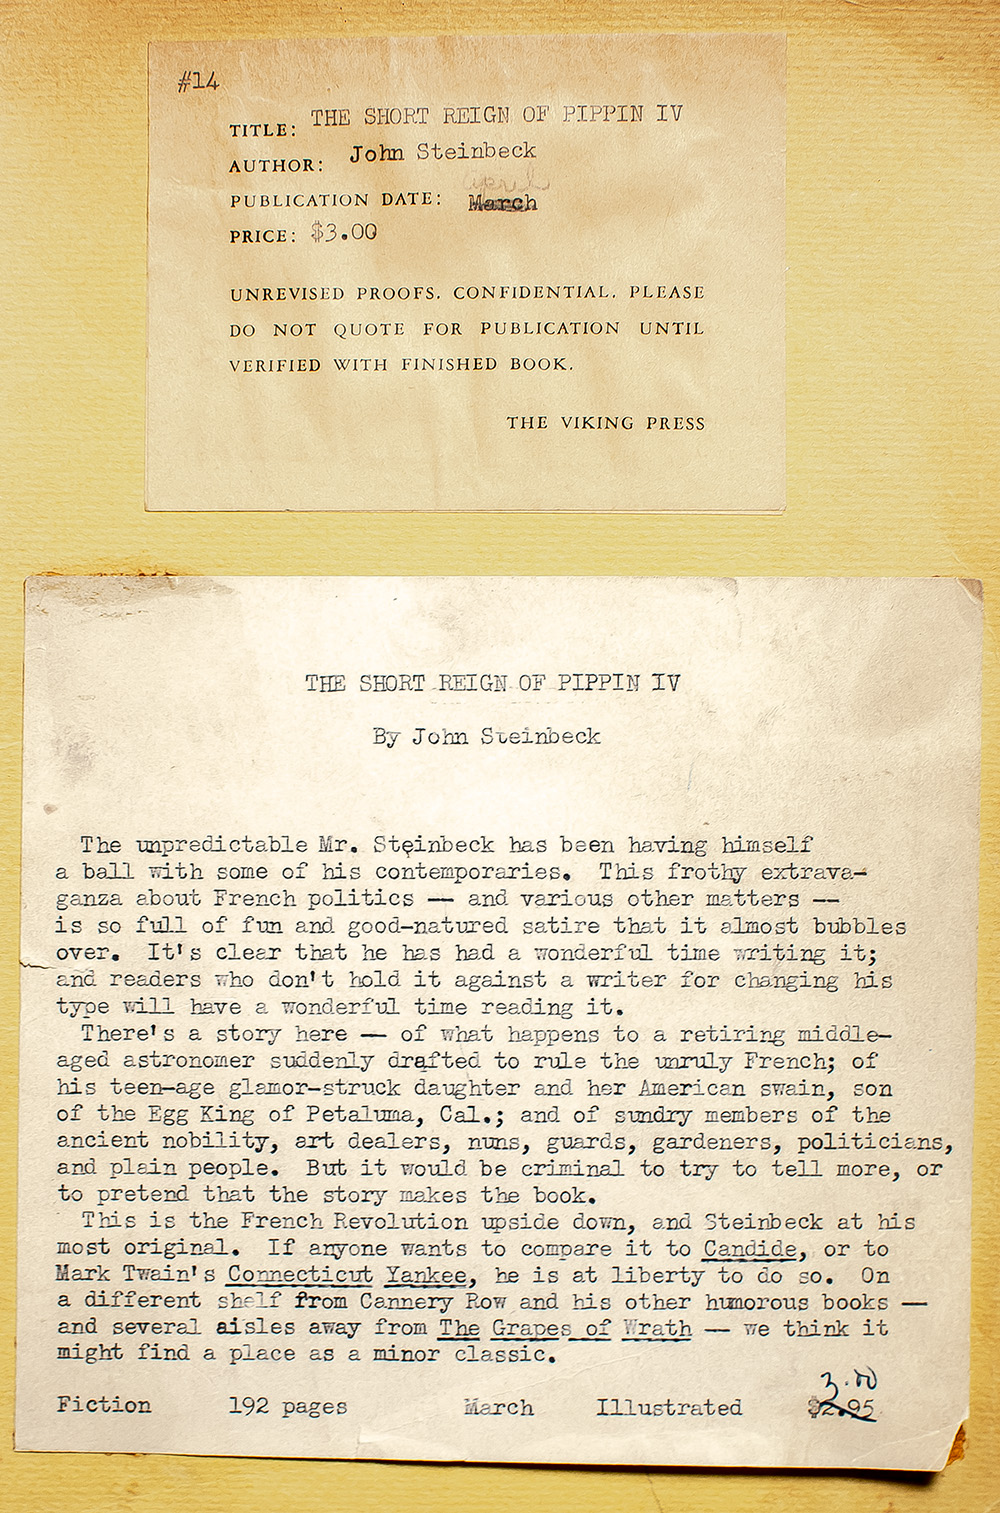 #14
TITLE: THE SHORT REIGN OF PIPPIN IV
AUTHOR: John Steinbeck
april
PUBLICATION DATE: March
PRICE: $3.00
UNREVISED PROOFS. CONFIDENTIAL. PLEASE
DO NOT QUOTE FOR PUBLICATION UNTIL
VERIFIED WITH FINISHED BOOK.
THE VIKING PRESS
THE SHORT REIGN OF PIPPIN IV
By John Steinbeck
The unpredictable Mr. Steinbeck has been having himself
a ball with some of his contemporaries. This frothy extrava-
ganza about French politics -- and various other matters --
is so full of fun and good-natured satire that it almost bubbles
over. It's clear that he has had a wonderful time writing it;
and readers who don't hold it against a writer for changing his
type will have a wonderful time reading it.
There's a story here -- of what happens to a retiring middle-
aged astronomer suddenly drafted to rule the unruly French; of
his teen-age glamor-struck daughter and her American swain, son
of the Egg King of Petaluma, Cal.; and of sundry members of the
ancient nobility, art dealers, nuns, guards, gardeners, politicians,
and plain people. But it would be criminal to try to tell more, or
to pretend that the story makes the book.
This is the French Revolution upside down, and Steinbeck at his
most original. If anyone wants to compare it to Candide, or to
Mark Twain's Connecticut Yankee, he is at liberty to do so. On
a different shelf from Cannery Row and his other humorous books --
and several aisles away from The Grapes of Wrath -- we think it
might find a place as a minor classic.
3.00
Fiction 192 pages March Illustrated $2.95